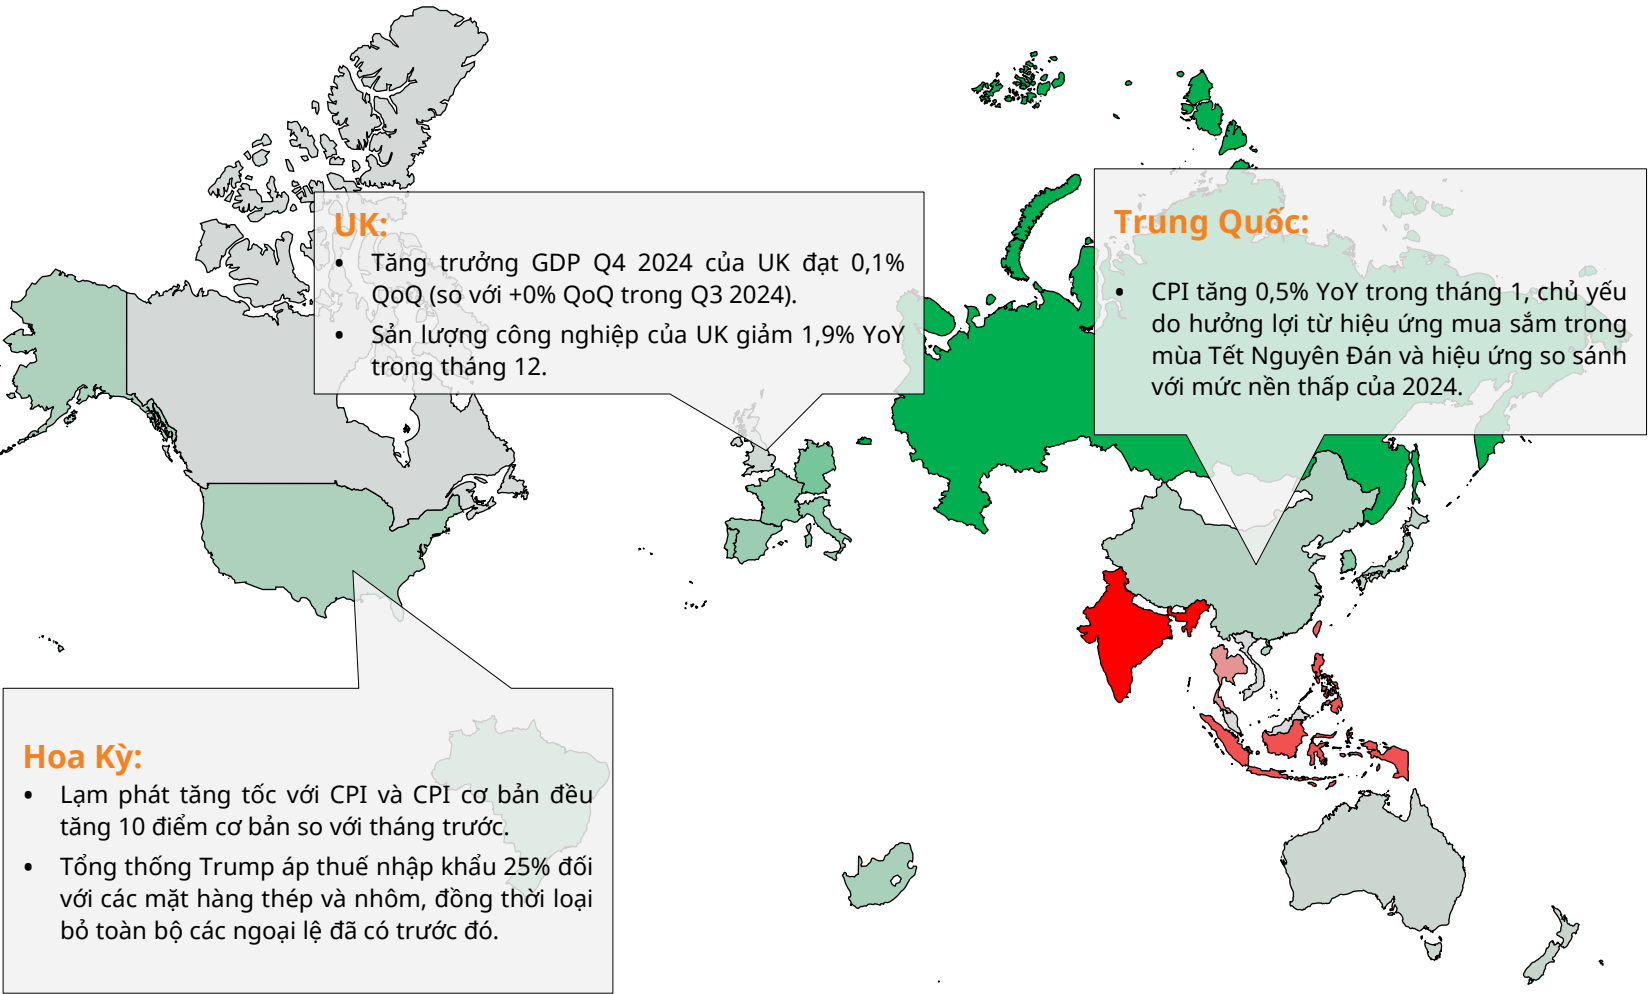 UK:
• Tăng trưởng GDP Q4 2024 của UK đạt 0,1%
QoQ (so với +0% QoQ trong Q3 2024).
• Sản lượng công nghiệp của UK giảm 1,9% YoY
trong tháng 12.
Trung Quốc:
• CPI tăng 0,5% YoY trong tháng 1, chủ yếu
do hưởng lợi từ hiệu ứng mua sắm trong
mùa Tết Nguyên Đán và hiệu ứng so sánh
với mức nền thấp của 2024.
Hoa Kỳ:
• Lạm phát tăng tốc với CPI và CPI cơ bản đều
tăng 10 điểm cơ bản so với tháng trước.
• Tổng thống Trump áp thuế nhập khẩu 25% đối
với các mặt hàng thép và nhôm, đồng thời loại
bỏ toàn bộ các ngoại lệ đã có trước đó.